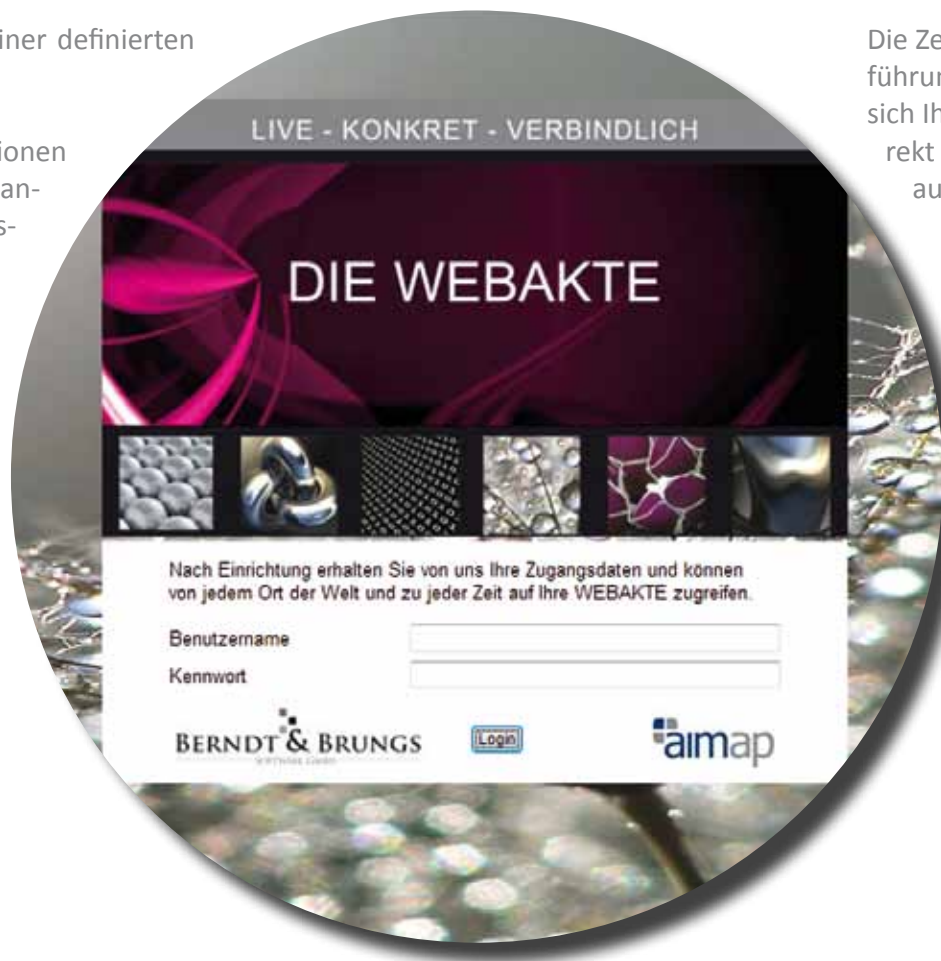 iner definierten
ionen
an-
s-
Die Ze
führun
sich Ih
rekt
au
LIVE - KONKRET - VERBINDLICH
DIE WEBAKTE
Nach Einrichtung erhalten Sie von uns Ihre Zugangsdaten und können
von jedem Ort der Welt und zu jeder Zeit auf Ihre WEBAKTE zugreifen.
Benutzername
Kennwort
BERNDT & BRUNGS
SOFTWARE GMBH
Login
aimap